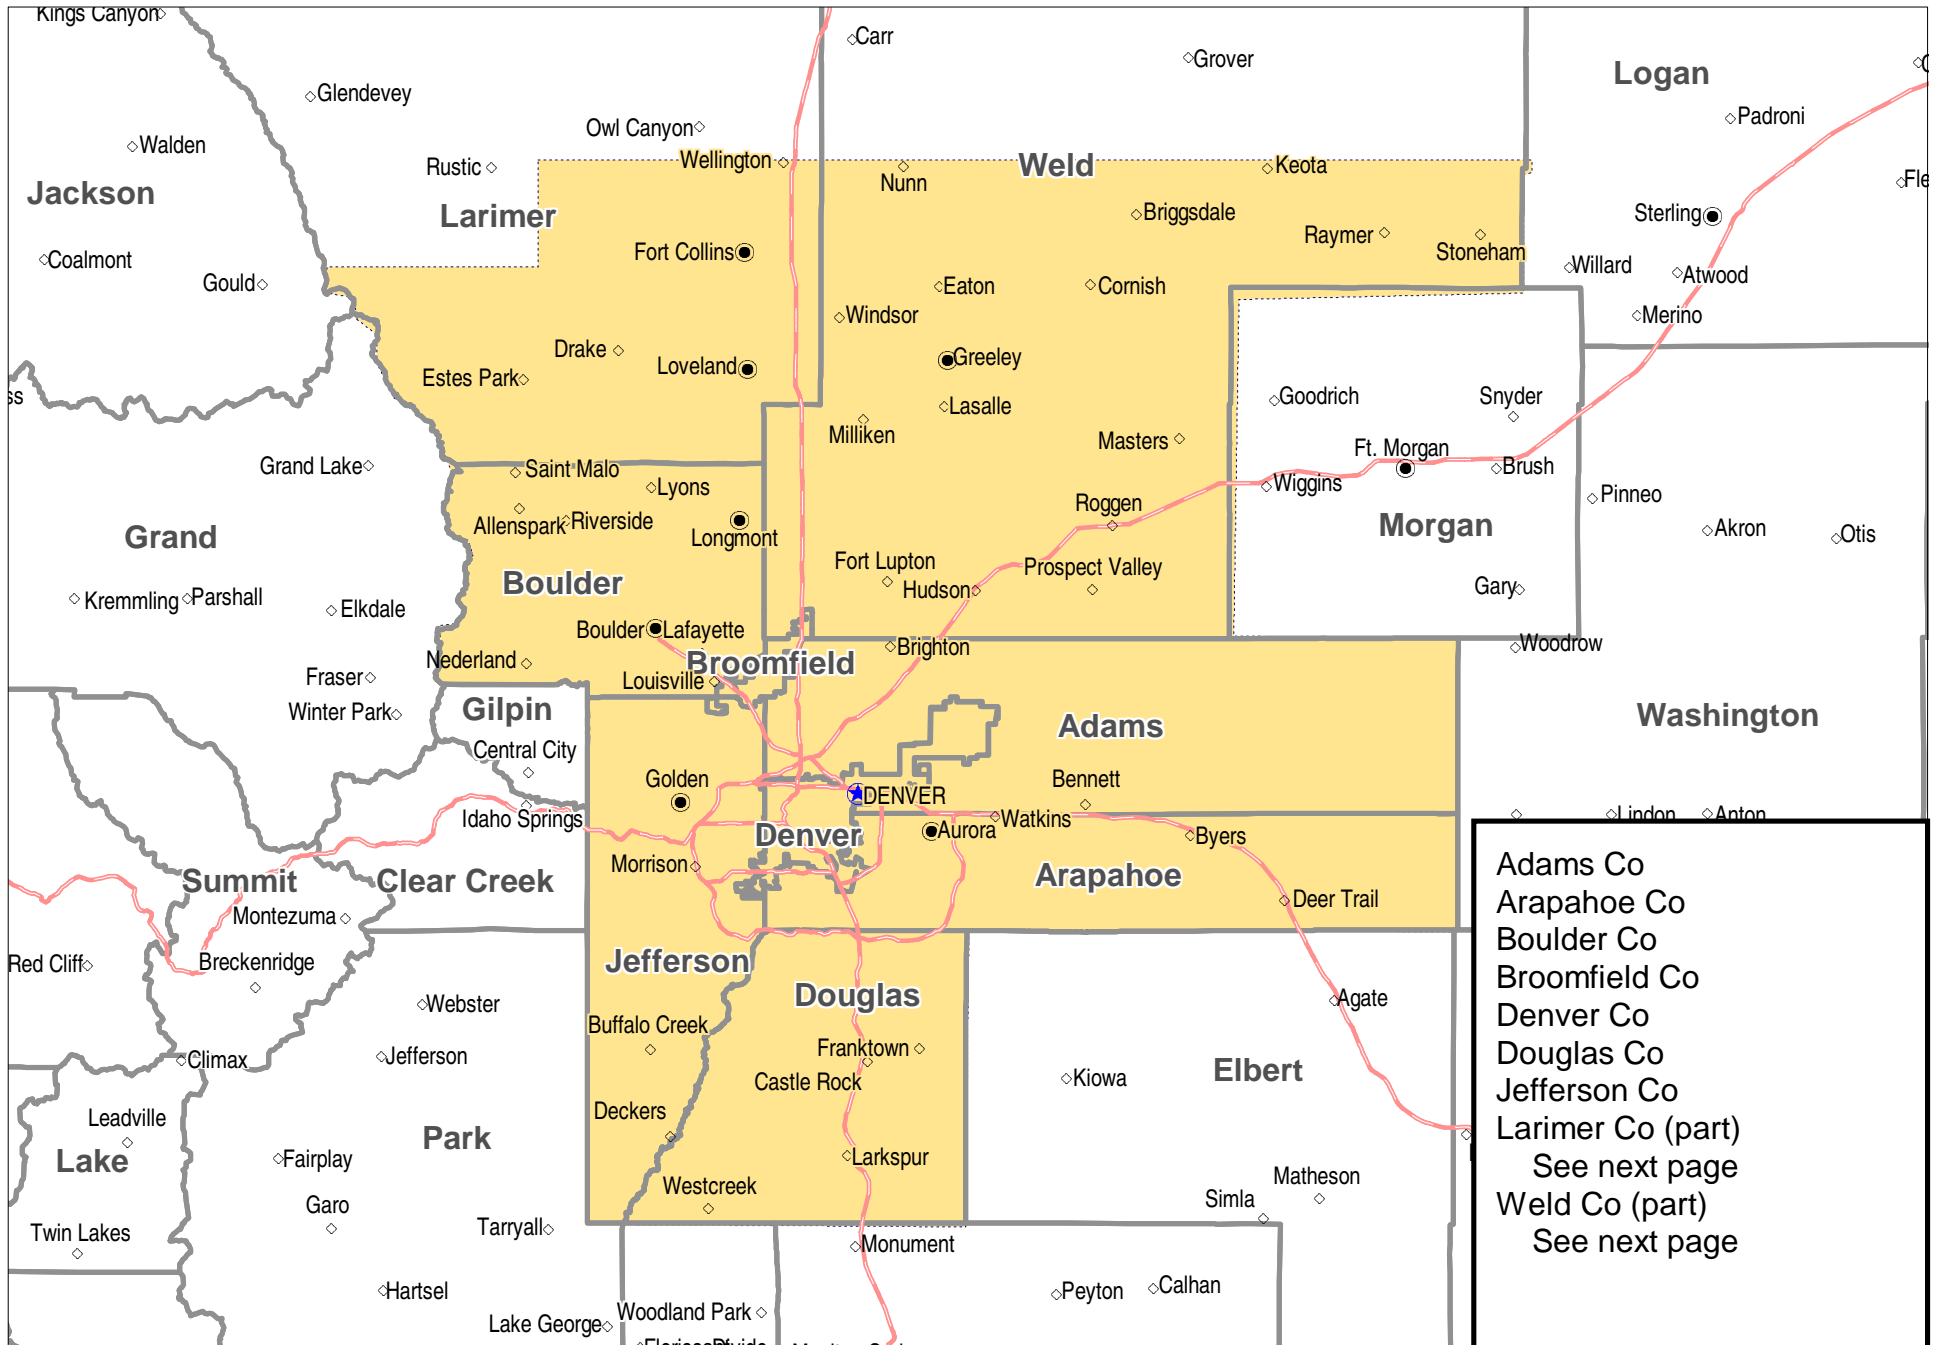 Kings Canyon
Carr
Grover
Logan
Glendevey
Padroni
Owl Canyon
Walden
Rustic
Wellington
Nunn
Weld
Keota
Fle
Jackson
Larimer
Briggsdale
Sterling
Raymer
Stoneham
Fort Collins
Coalmont
Gould
Eaton
Cornish
Willard
Atwood
Windsor
Merino
Drake
Loveland
Greeley
Estes Park
ss
Lasalle
Goodrich
Snyder
Milliken
Masters
Ft. Morgan
Grand Lake
Saint Malo
Lyons
Wiggins
Brush
Pinneo
Roggen
Allenspark
Riverside
Longmont
Morgan
Akron
Otis
Grand
Fort Lupton
Prospect Valley
Boulder
Hudson
Gary
Kremmling
Parshall
Elkdale
Boulder
Lafayette
Brighton
Woodrow
Nederland
Broomfield
Louisville
Fraser
Winter Park
Gilpin
Adams
Washington
Central City
Golden
Bennett
DENVER
Idaho Springs
Denver
Aurora
Watkins
Byers
Lindon
Anton
Morrison
Summit
Clear Creek
Arapahoe
Montezuma
Deer Trail
Red Cliff
Breckenridge
Jefferson
Douglas
Webster
Agate
Buffalo Creek
Franktown
Climax
Jefferson
Castle Rock
Kiowa
Elbert
Leadville
Deckers
Park
Lake
Fairplay
Larkspur
Westcreek
Matheson
Simla
Garo
Twin Lakes
Tarryall
Monument
Hartsel
Peyton
Calhan
Lake George
Woodland Park
Adams Co
Arapahoe Co
Boulder Co
Broomfield Co
Denver Co
Douglas Co
Jefferson Co
Larimer Co (part)
See next page
Weld Co (part)
See next page